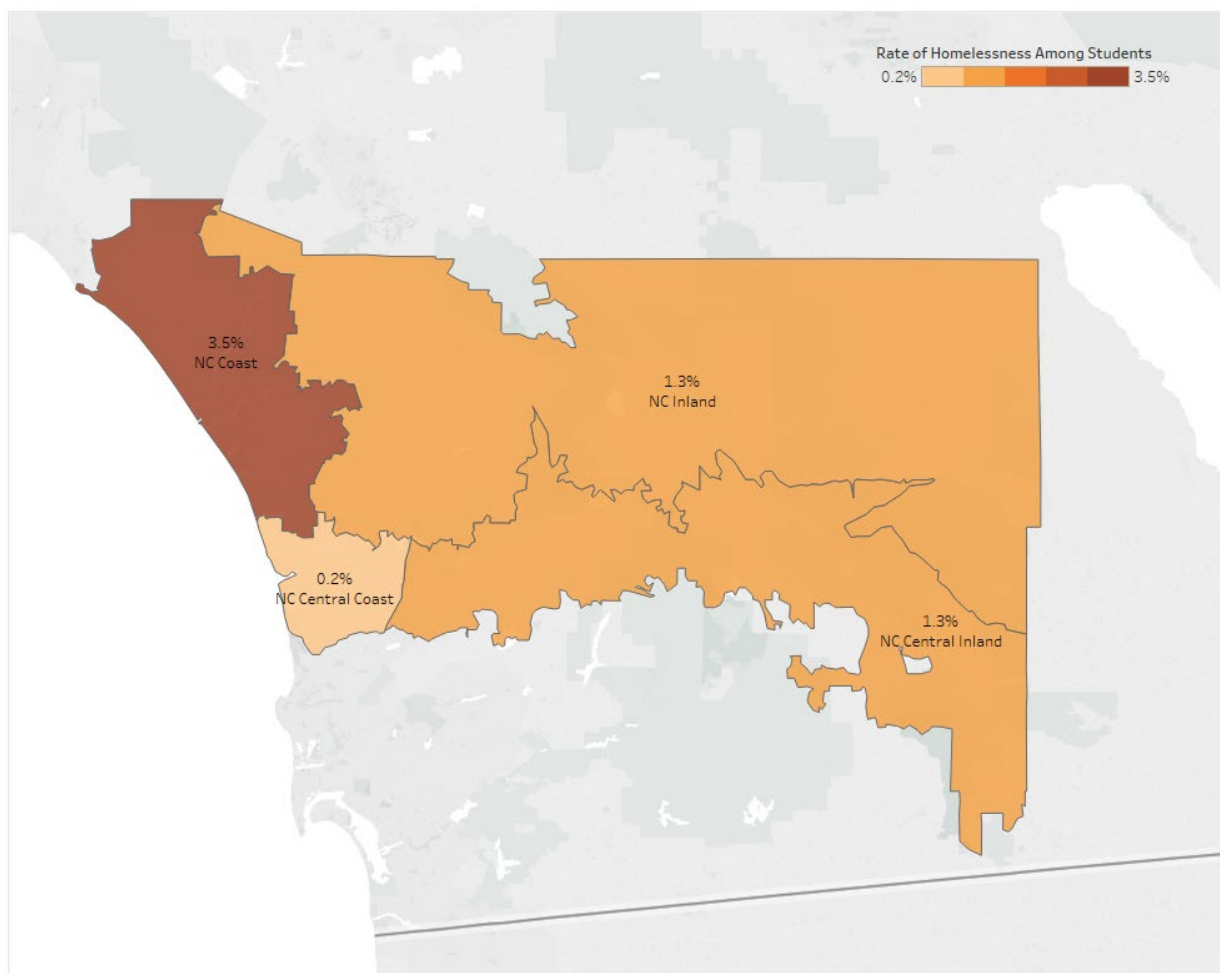 Rate of Homelessness Among Students
0.2% 3.5%
3.5%
NC Coast
1.3%
NC Inland
0.2%
NC Central Coast
1.3%
NC Central Inland